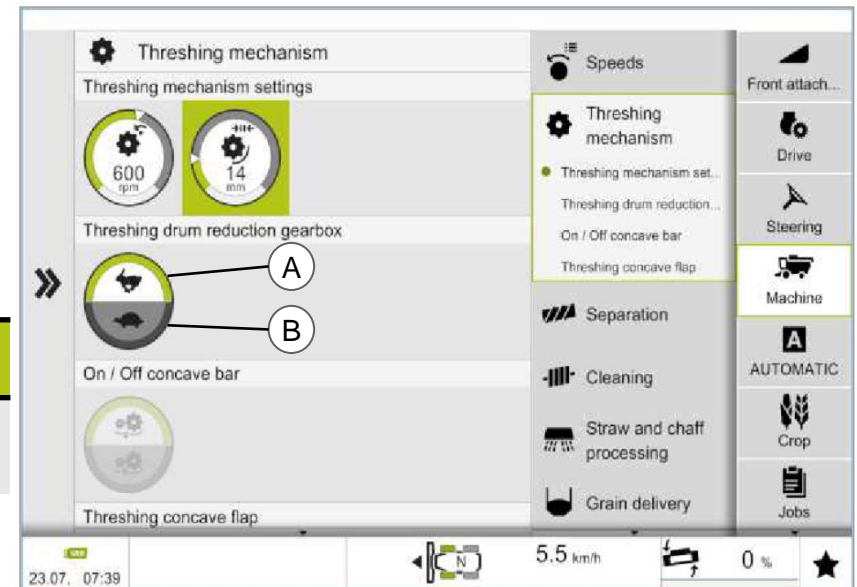 Threshing mechanism
Threshing mechanism settings
600
rpm
14
mm
Threshing drum reduction gearbox
A
B
On / Off concave bar
Threshing concave flap
Speeds
Threshing
mechanism
Threshing mechanism set...
Threshing drum reduction...
On / Off concave bar
Threshing concave flap
Separation
Cleaning
Straw and chaff
processing
Grain delivery
Front attach...
Drive
Steering
Machine
A
AUTOMATIC
Crop
Jobs
23.07. 07:39
N
5.5 km/h
0 %